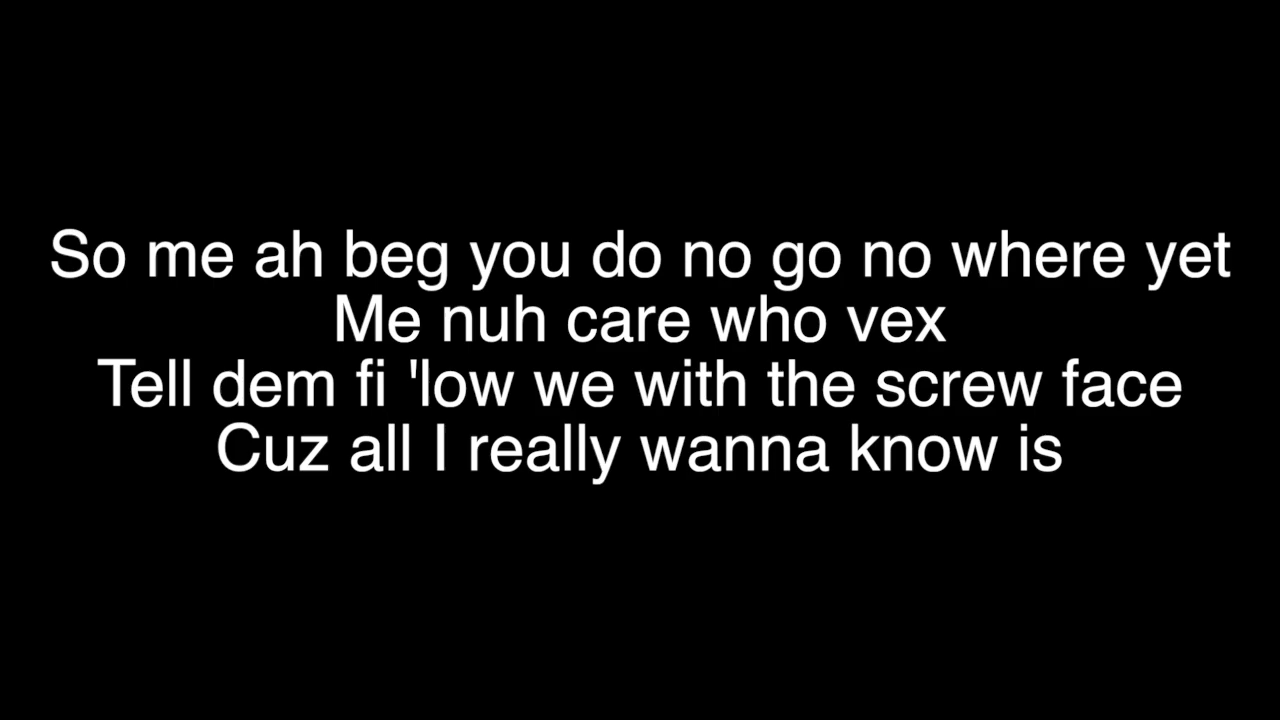 So me ah beg you do no go no where yet
Me nuh care who vex
Tell dem fi 'low we with the screw face
Cuz all I really wanna know is